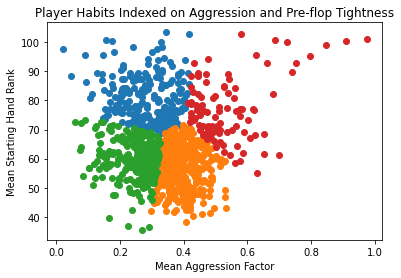 Player Habits Indexed on Aggression and Pre-flop Tightness
Mean Starting Hand Rank
100
90
80
70
60
50
40
0.0 0.2 0.4 0.6 0.8 1.0
Mean Aggression Factor